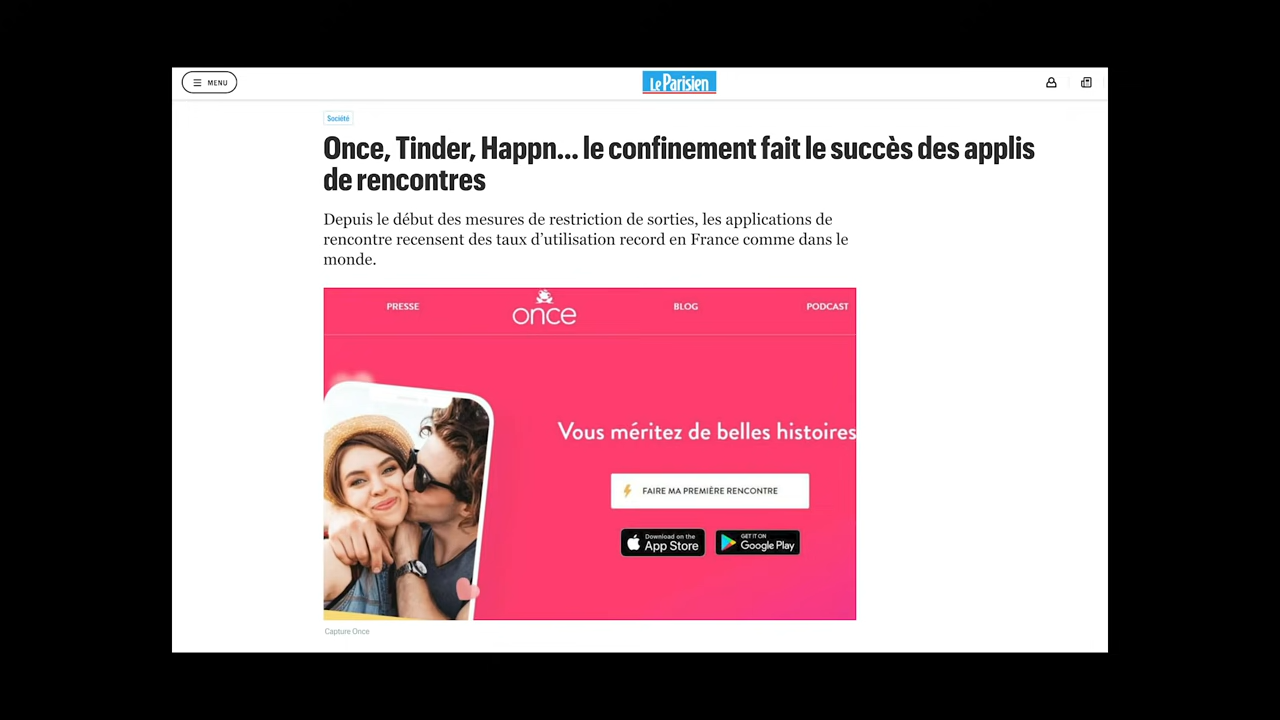 MENU
Le Parisien
Société
Once, Tinder, Happn... le confinement fait le succès des applis
de rencontres
Depuis le début des mesures de restriction de sorties, les applications de
rencontre recensent des taux d’utilisation record en France comme dans le
monde.
PRESSE
once
BLOG
PODCAST
Vous méritez de belles histoires
FAIRE MA PREMIÈRE RENCONTRE
Download on the
App Store
GET IT ON
Google Play
Capture Once